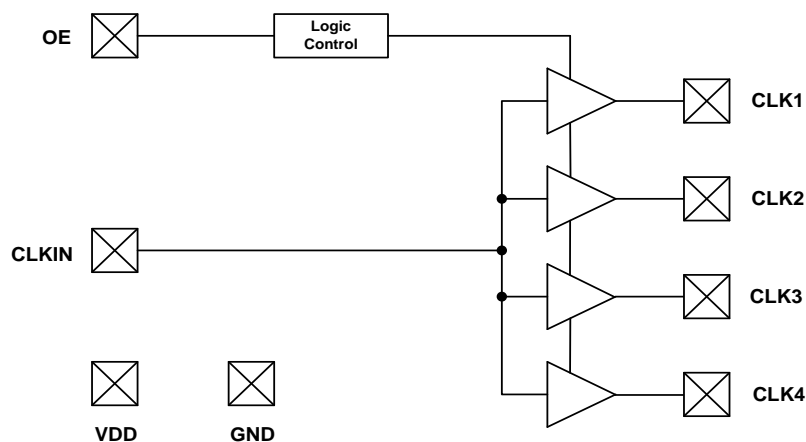 OE
Logic
Control
CLK1
CLK2
CLKIN
CLK3
CLK4
VDD
GND